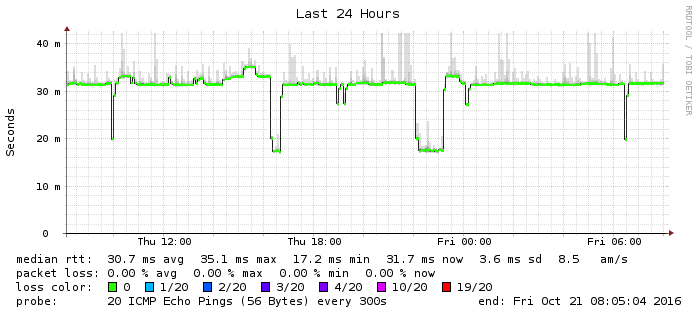 Last 24 Hours
RRDTOOL / TOBI OETIKER
Seconds
40 m
30 m
20 m
10 m
0
Thu 12:00 Thu 18:00 Fri 00:00 Fri 06:00
median rtt: 30.7 ms avg 35.1 ms max 17.2 ms min 31.7 ms now 3.6 ms sd 8.5 am/s
packet loss: 0.00 % avg 0.00 % max 0.00 % min 0.00 % now
loss color: 0 1/20 2/20 3/20 4/20 10/20 19/20
probe: 20 ICMP Echo Pings (56 Bytes) every 300s end: Fri Oct 21 08:05:04 2016